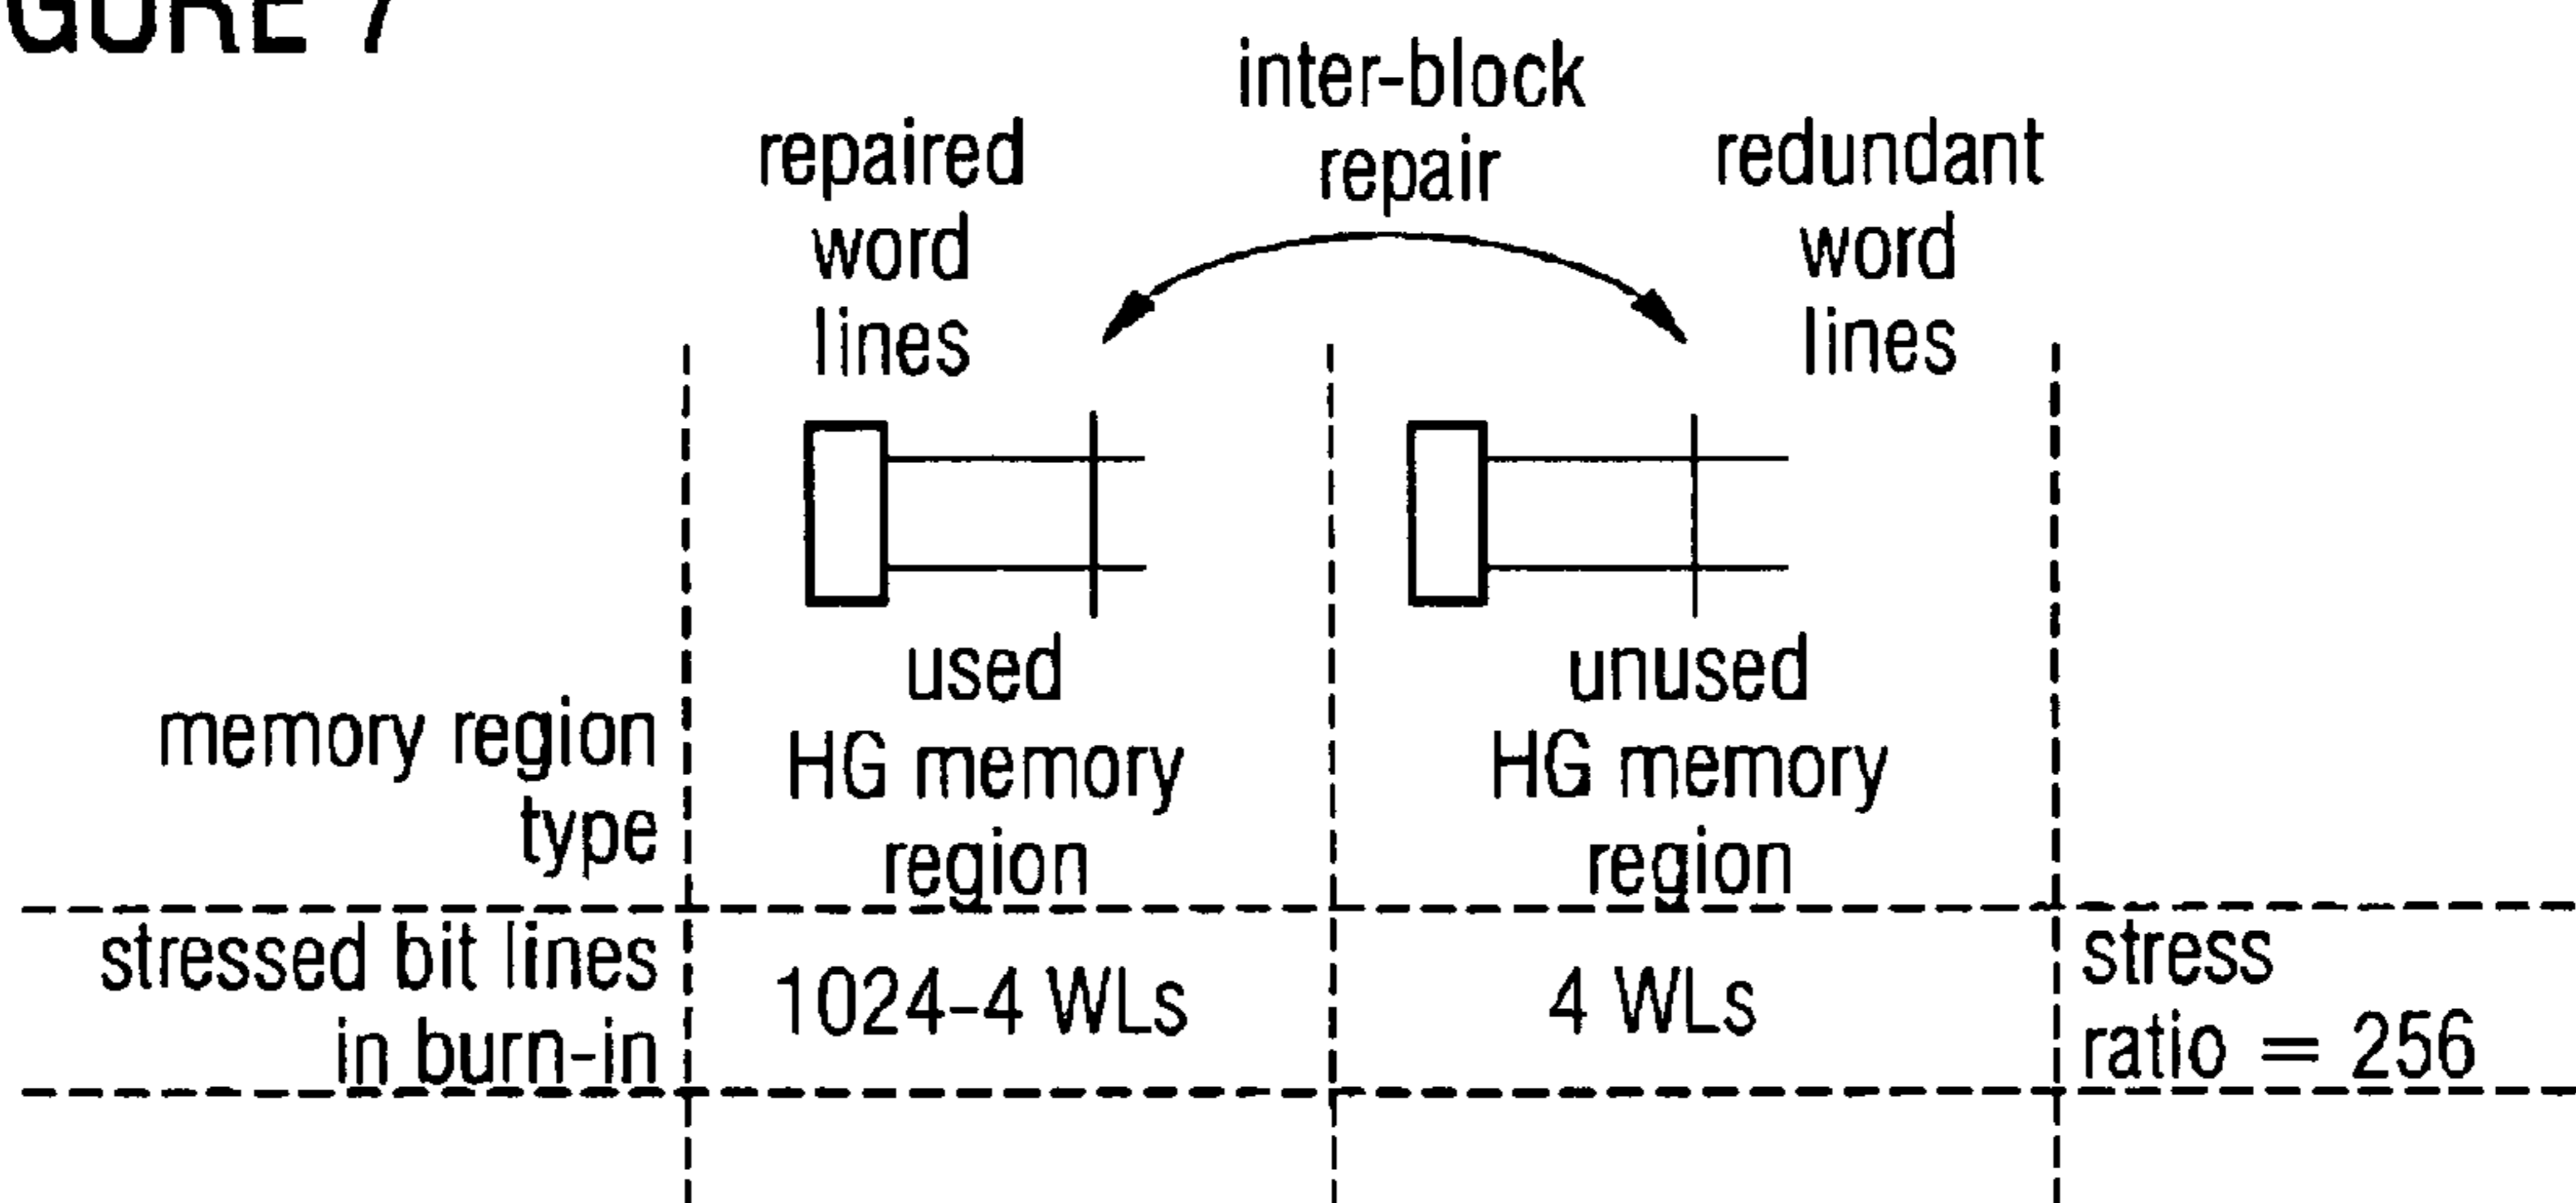 GURE 7
inter-block
repair
repaired
word
lines
redundant
word
lines
used
HG memory
region
unused
HG memory
region
memory region
type
stressed bit lines
in burn-in
1024-4 WLs
4 WLs
stress
ratio = 256